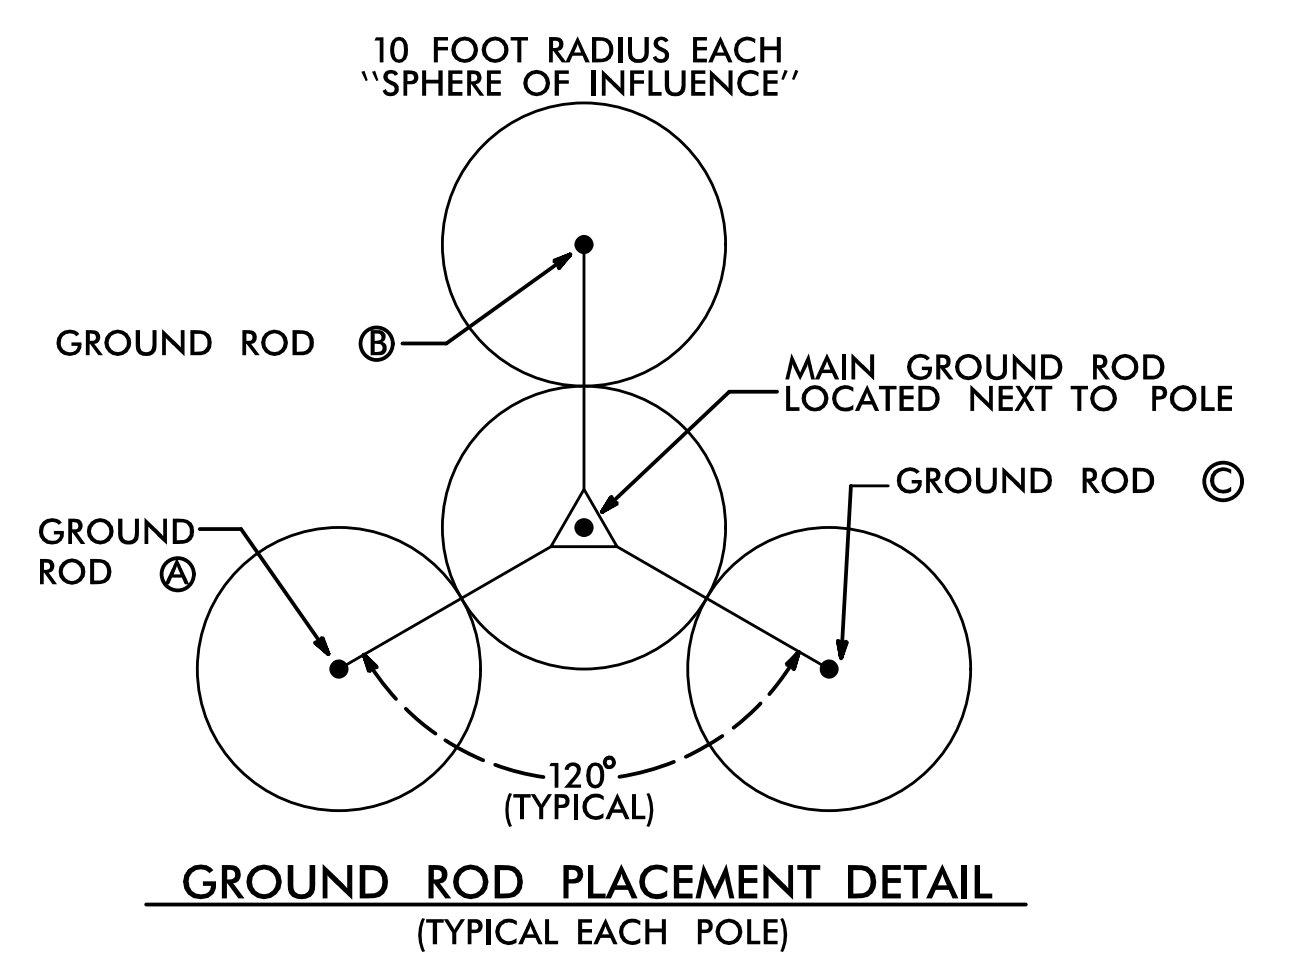 10 FOOT RADIUS EACH
"SPHERE OF INFLUENCE"
GROUND ROD Ⓑ
MAIN GROUND ROD
LOCATED NEXT TO POLE
GROUND ROD Ⓒ
GROUND
ROD Ⓐ
120°
(TYPICAL)
GROUND ROD PLACEMENT DETAIL
(TYPICAL EACH POLE)